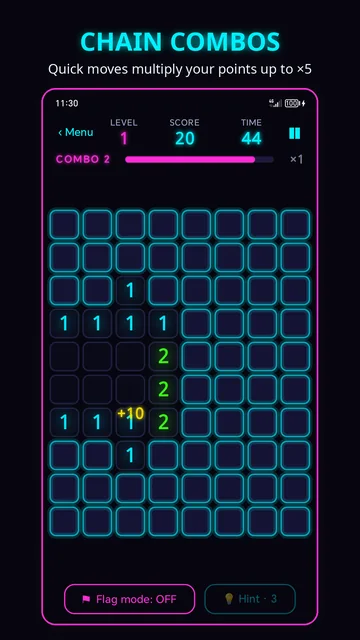 CHAIN COMBOS
Quick moves multiply your points up to ×5
11:30
100
‹ Menu
LEVEL
1
SCORE
20
TIME
44
COMBO 2
×1
1
1 1 1 1
2
2
1 1 1 2
+10
1
Flag mode: OFF
Hint · 3